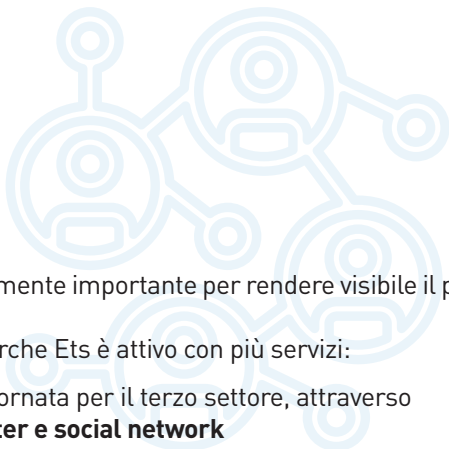 mente importante per rendere visibile il p
rche Ets è attivo con più servizi:
ornata per il terzo settore, attraverso
ter e social network